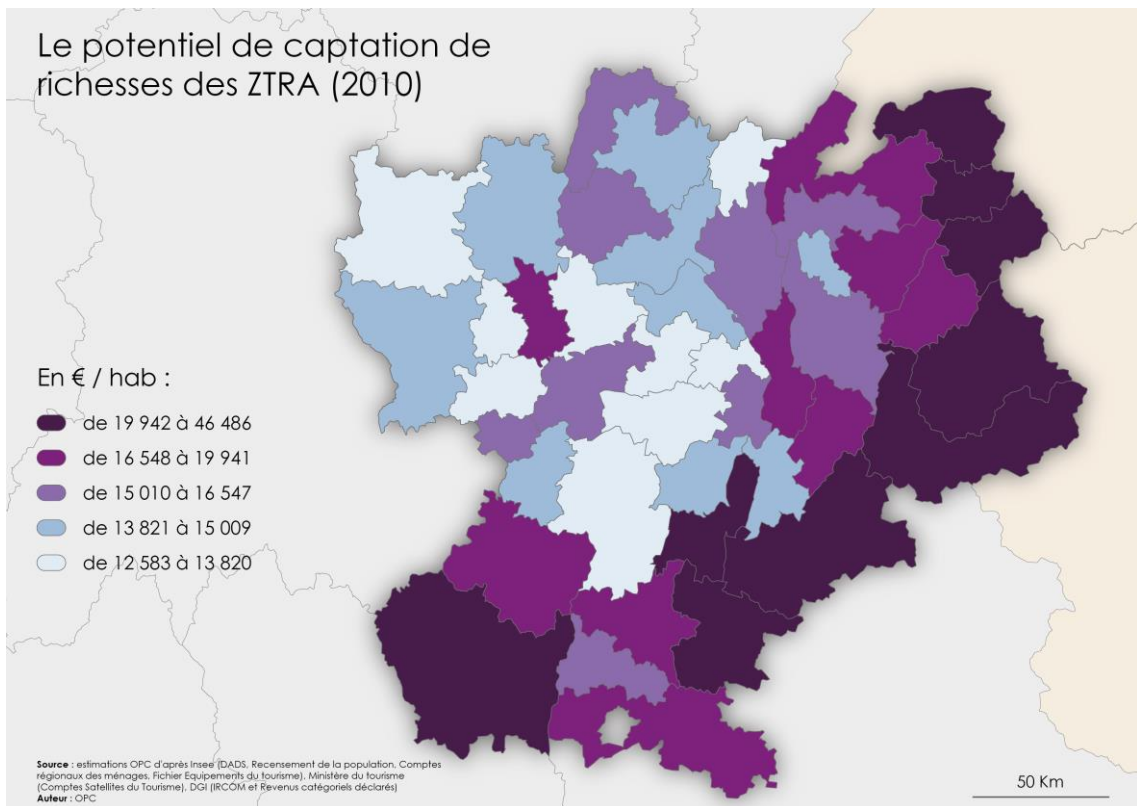 Le potentiel de captation de
richesses des ZTRA (2010)
En € / hab :
de 19 942 à 46 486
de 16 548 à 19 941
de 15 010 à 16 547
de 13 821 à 15 009
de 12 583 à 13 820
Source : estimations OPC d'après Insee (DADS, Recensement de la population, Comptes
régionaux des ménages, Fichier Equipements du tourisme), Ministère du tourisme
(Comptes Satellites du Tourisme), DGI (IRCOM et Revenus catégoriels déclarés)
Auteur : OPC
50 Km